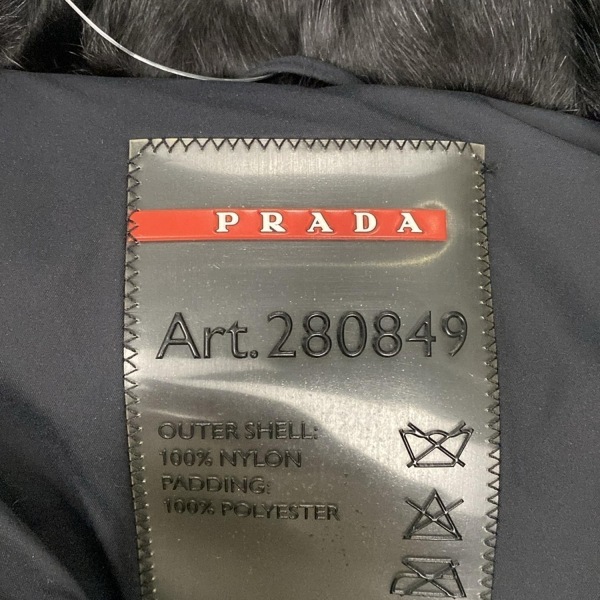 PRADA
Art. 280849
OUTER SHELL:
100% NYLON
PADDING:
100% POLYESTER